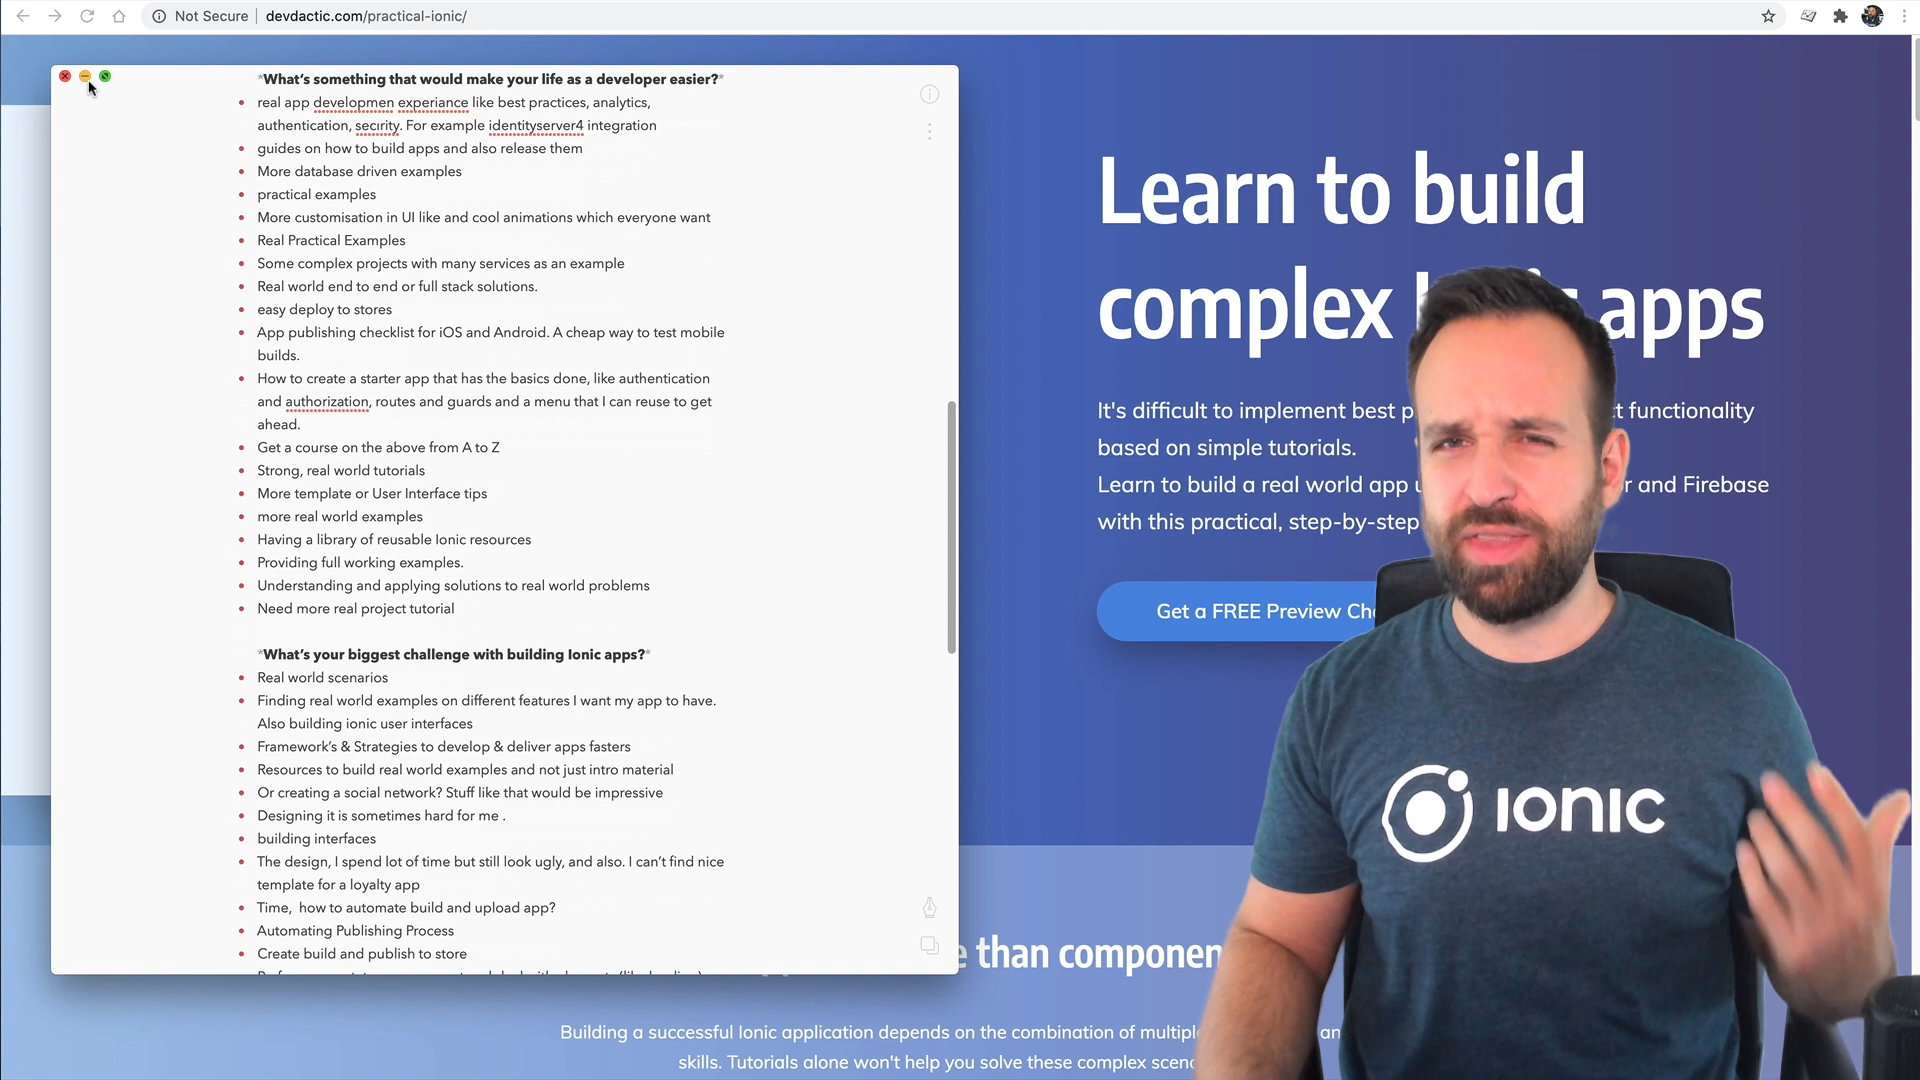 Not Secure
devdactic.com/practical-ionic/
*What's something that would make your life as a developer easier?*
• real app developmen experiance like best practices, analytics,
authentication, secırity. For example identityserver4 integration
• guides on how to build apps and also release them
• More database driven examples
• practical examples
• More customisation in UI like and cool animations which everyone want
• Real Practical Examples
• Some complex projects with many services as an example
• Real world end to end or full stack solutions.
• easy deploy to stores
• App publishing checklist for iOS and Android. A cheap way to test mobile
builds.
• How to create a starter app that has the basics done, like authentication
and authorization, routes and guards and a menu that I can reuse to get
ahead.
• Get a course on the above from A to Z
• Strong, real world tutorials
• More template or User Interface tips
• more real world examples
• Having a library of reusable Ionic resources
• Providing full working examples.
• Understanding and applying solutions to real world problems
• Need more real project tutorial
*What's your biggest challenge with building Ionic apps?*
• Real world scenarios
• Finding real world examples on different features I want my app to have.
Also building ionic user interfaces
• Framework's & Strategies to develop & deliver apps fasters
• Resources to build real world examples and not just intro material
• Or creating a social network? Stuff like that would be impressive
• Designing it is sometimes hard for me .
• building interfaces
• The design, I spend lot of time but still look ugly, and also. I can't find nice
template for a loyalty app
• Time,  how to automate build and upload app?
• Automating Publishing Process
• Create build and publish to store
Learn to build
complex apps
It's difficult to implement best functionality
based on simple tutorials.
Learn to build a real world app and Firebase
with this practical, step-by-step
Get a FREE Preview
IONIC
than
Building a successful Ionic application depends on the combination of
skills. Tutorials alone won't help you solve these complex